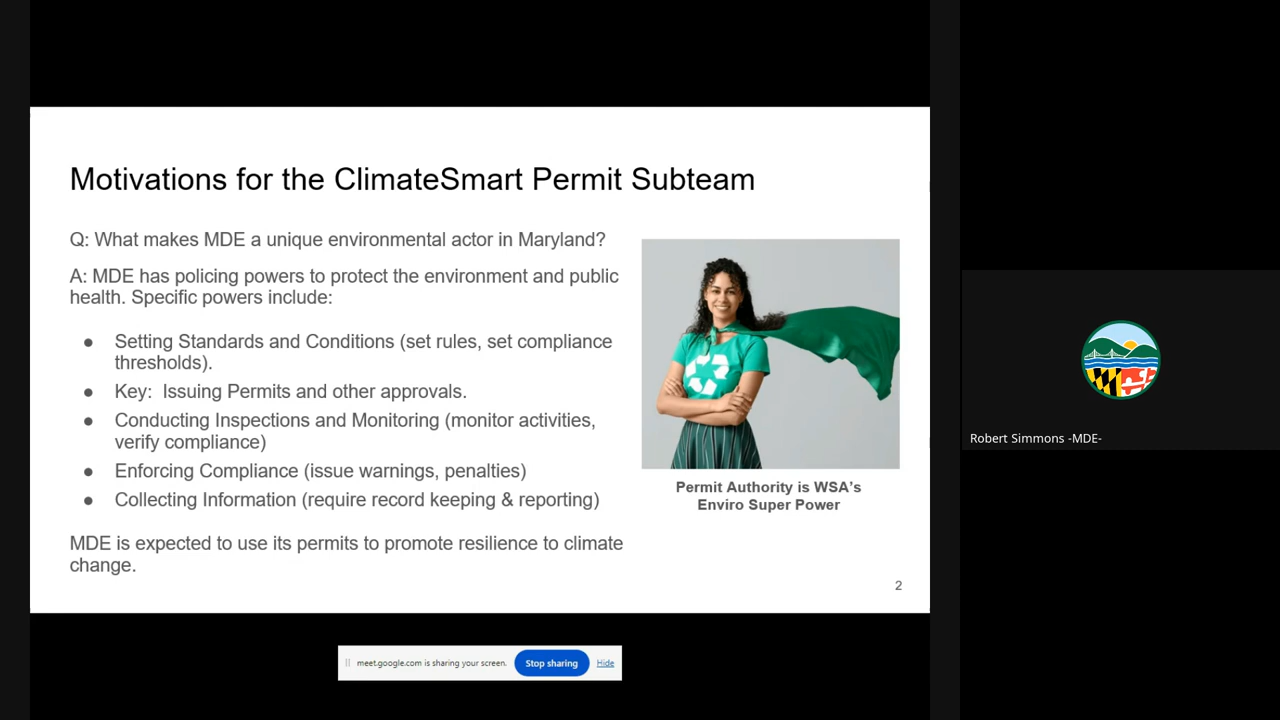 Motivations for the ClimateSmart Permit Subteam
Q: What makes MDE a unique environmental actor in Maryland?
A: MDE has policing powers to protect the environment and public
health. Specific powers include:
● Setting Standards and Conditions (set rules, set compliance
thresholds).
● Key:  Issuing Permits and other approvals.
● Conducting Inspections and Monitoring (monitor activities,
verify compliance)
● Enforcing Compliance (issue warnings, penalties)
● Collecting Information (require record keeping & reporting)
MDE is expected to use its permits to promote resilience to climate
change.
Permit Authority is WSA's
Enviro Super Power
2
meet.google.com is sharing your screen.
Stop sharing
Hide
Robert Simmons -MDE-